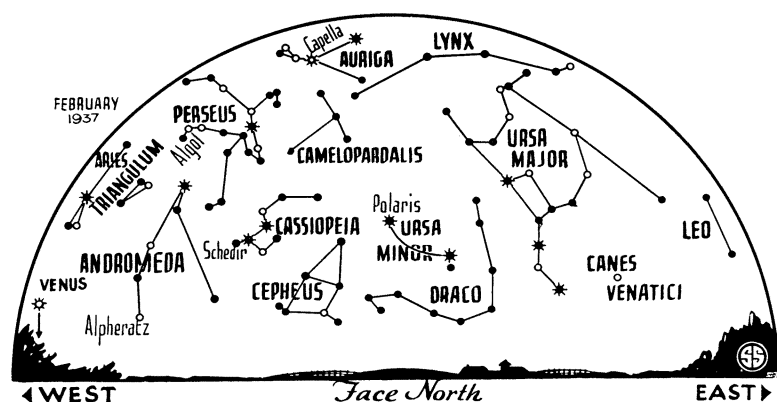 Capella
AURIGA
LYNX
FEBRUARY
1937
PERSEUS
Algol
ARIES
TRIANGULUM
CAMELOPARDALIS
URSA
MAJOR
Polaris
URSA
MINOR
CASSIOPEIA
Schedir
LEO
ANDROMEDA
CEPHEUS
DRACO
CANES
VENATICI
VENUS
Alpheratz
SS
WEST
Face North
EAST